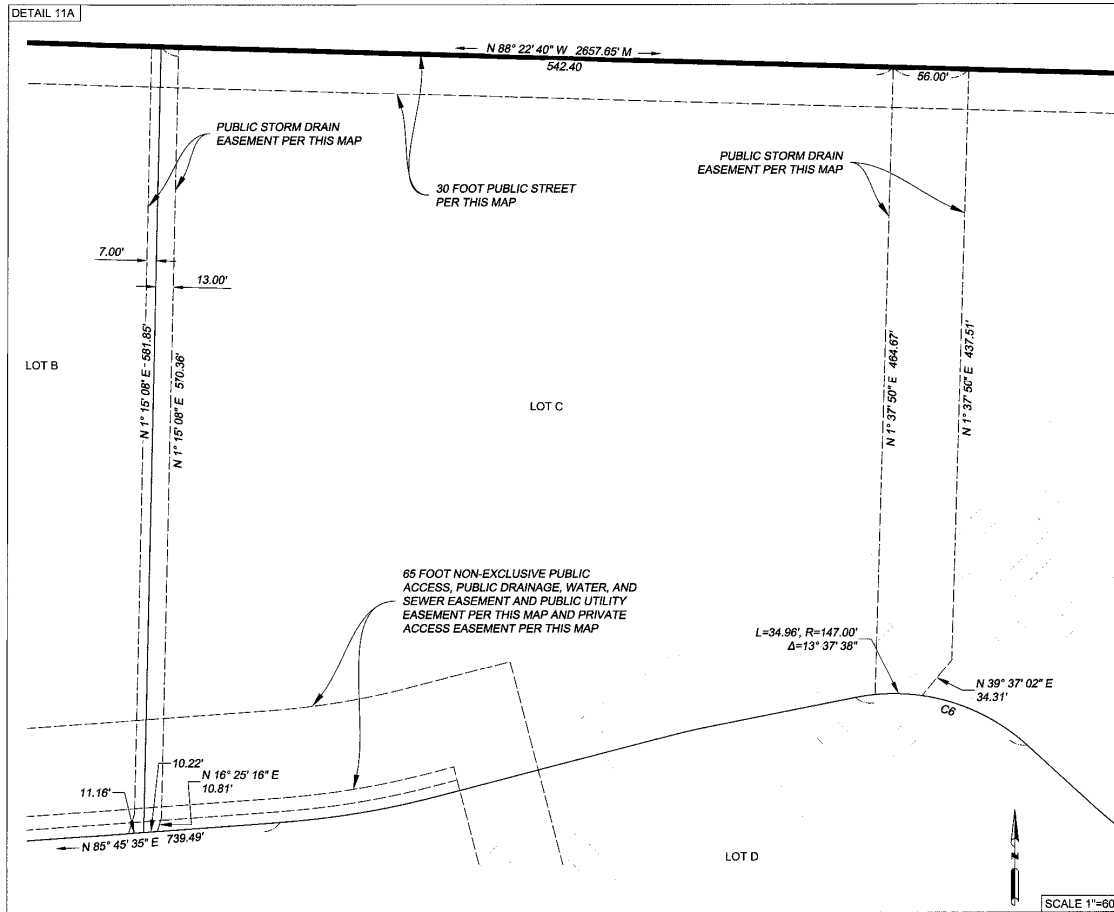 DETAIL 11A
N 88° 22' 40" W 2657.65' M
542.40
56.00'
PUBLIC STORM DRAIN
EASEMENT PER THIS MAP
30 FOOT PUBLIC STREET
PER THIS MAP
PUBLIC STORM DRAIN
EASEMENT PER THIS MAP
7.00'
13.00'
N 1° 15' 08" E - 581.85'
N 1° 15' 08" E 570.36'
N 1° 37' 50" E 464.67'
N 1° 37' 50" E 437.51'
LOT B
LOT C
65 FOOT NON-EXCLUSIVE PUBLIC
ACCESS, PUBLIC DRAINAGE, WATER, AND
SEWER EASEMENT AND PUBLIC UTILITY
EASEMENT PER THIS MAP AND PRIVATE
ACCESS EASEMENT PER THIS MAP
L=34.96', R=147.00'
Δ=13° 37' 38"
N 39° 37' 02" E
34.31'
C6
10.22'
N 16° 25' 16" E
10.81'
11.16'
N 85° 45' 35" E 739.49'
LOT D
N
SCALE 1"=60